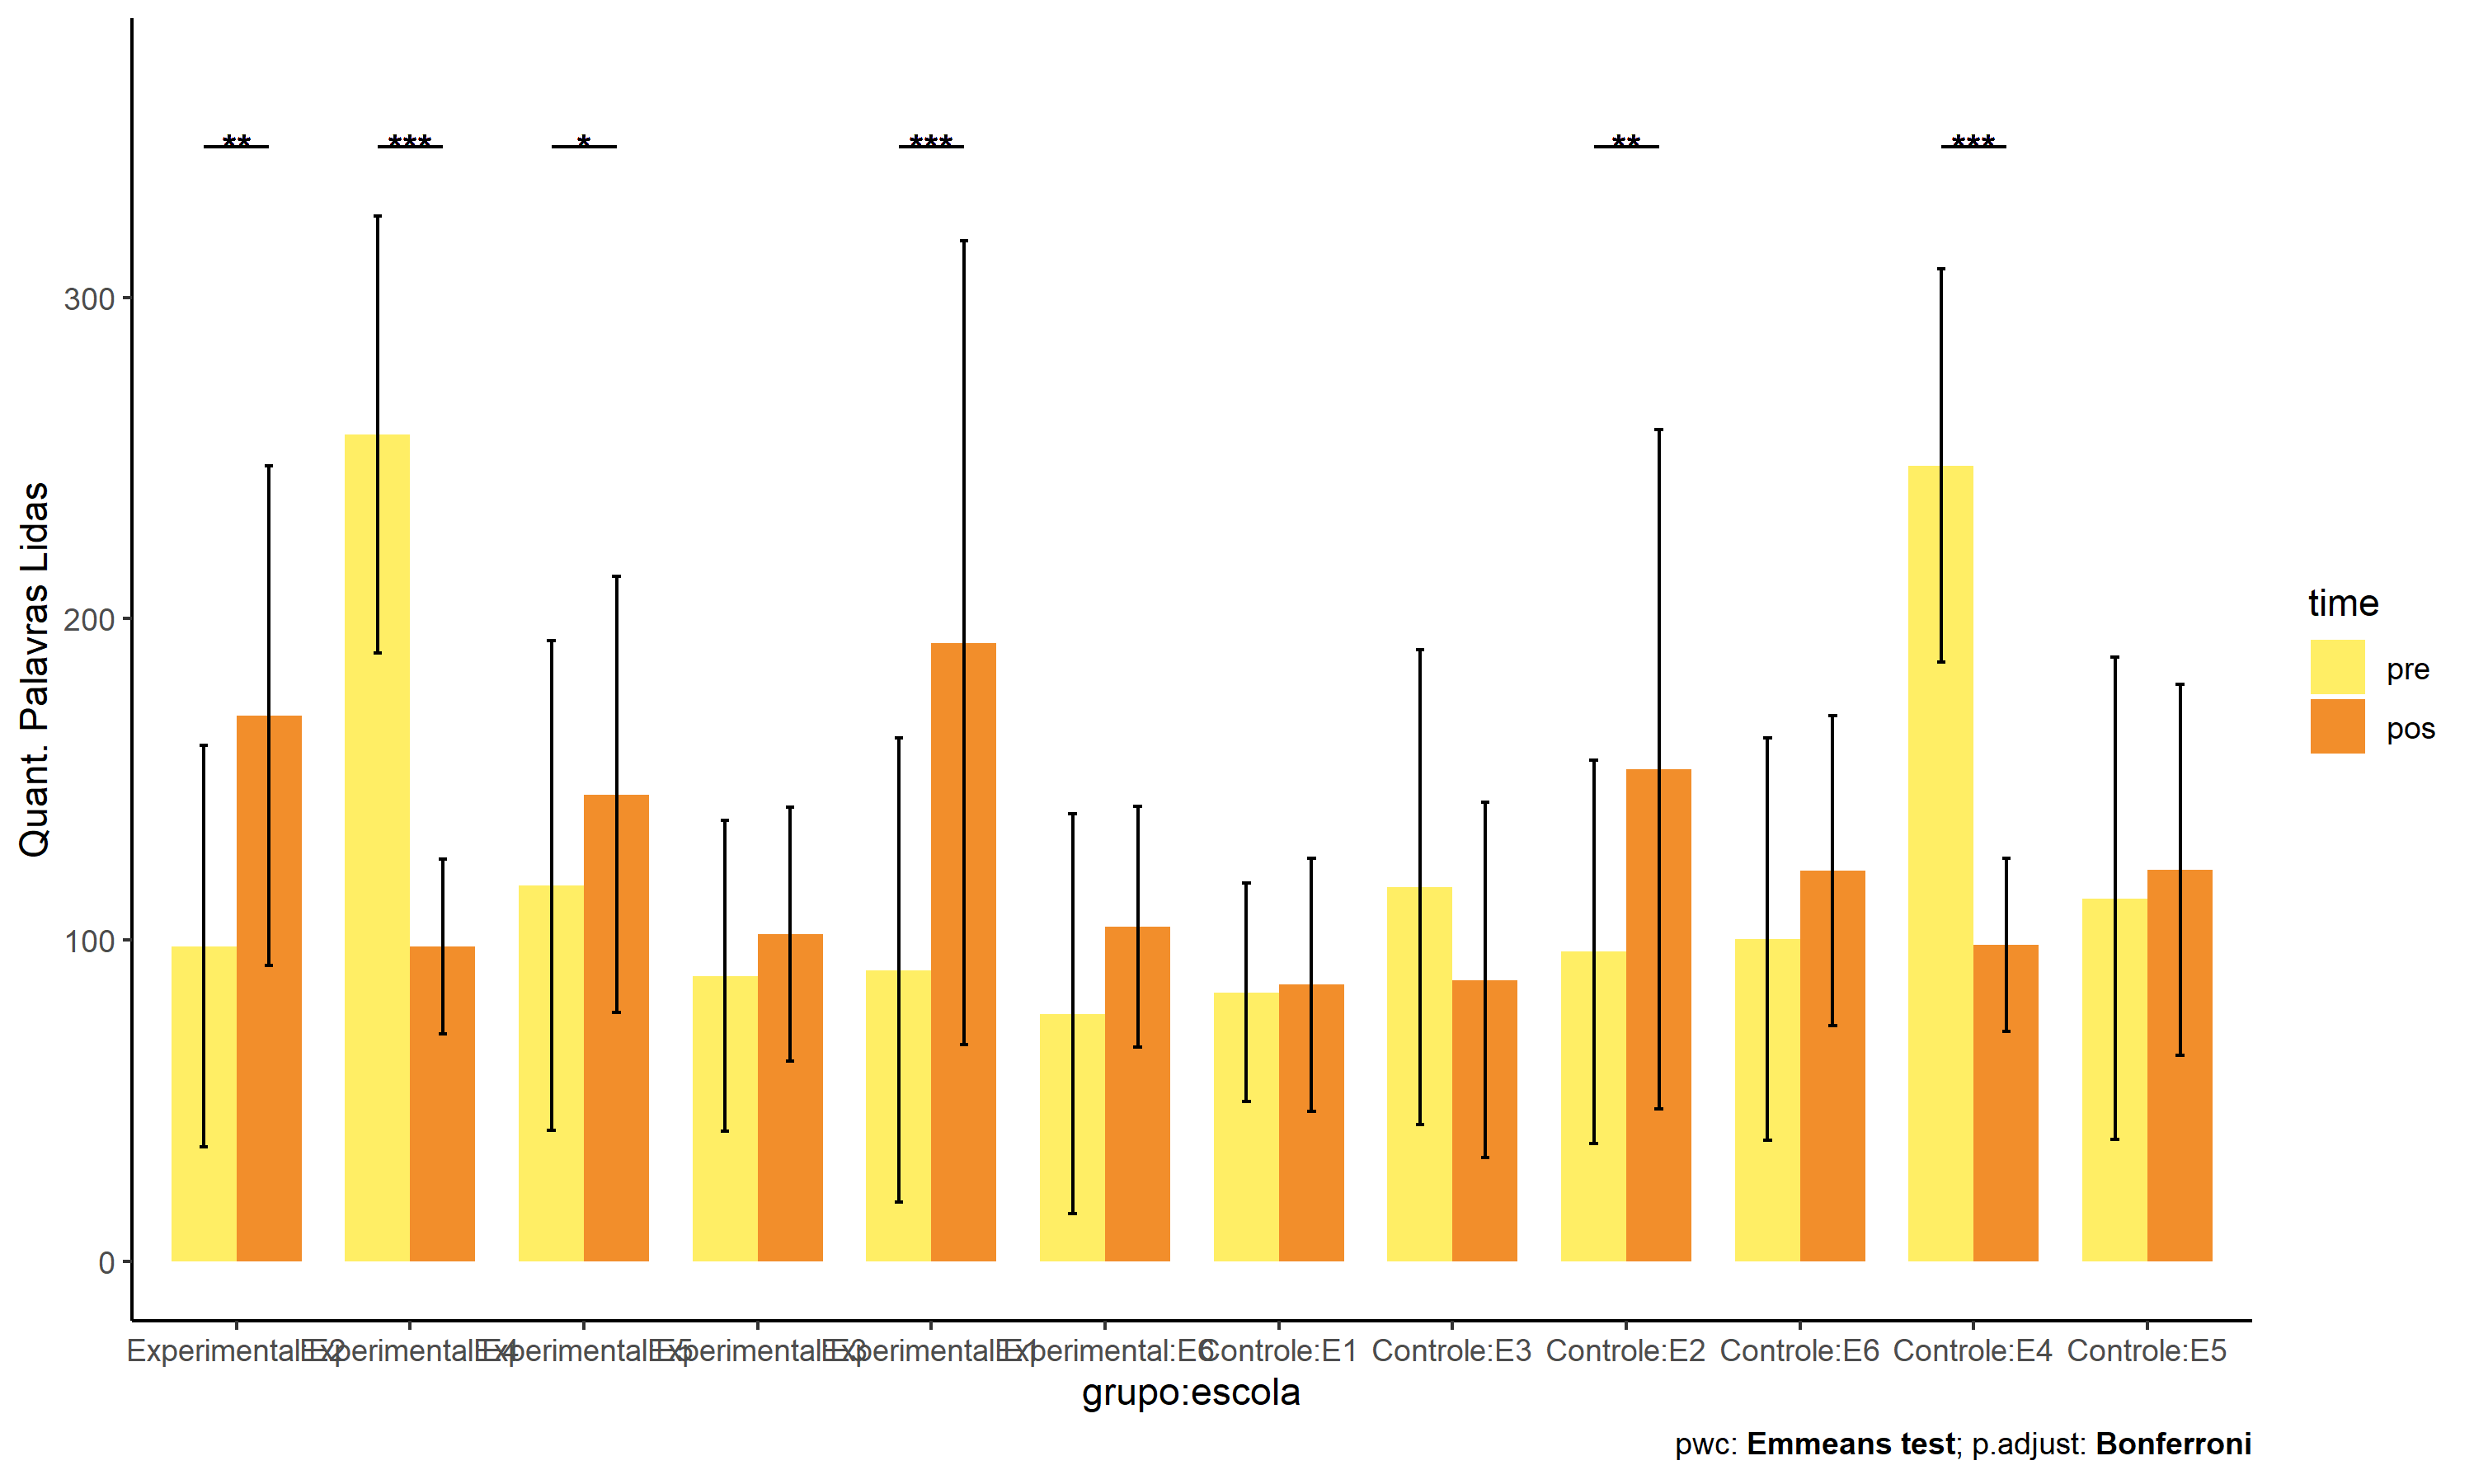 ** *** * *** ** ***
300
200
100
0
Quant. Palavras Lidas
Experimental:E2 Experimental:E4 Experimental:E5 Experimental:E3 Experimental:E1 Experimental:E6 Controle:E1 Controle:E3 Controle:E2 Controle:E6 Controle:E4 Controle:E5
grupo:escola
time
pre
pos
pwc: Emmeans test; p.adjust: Bonferroni